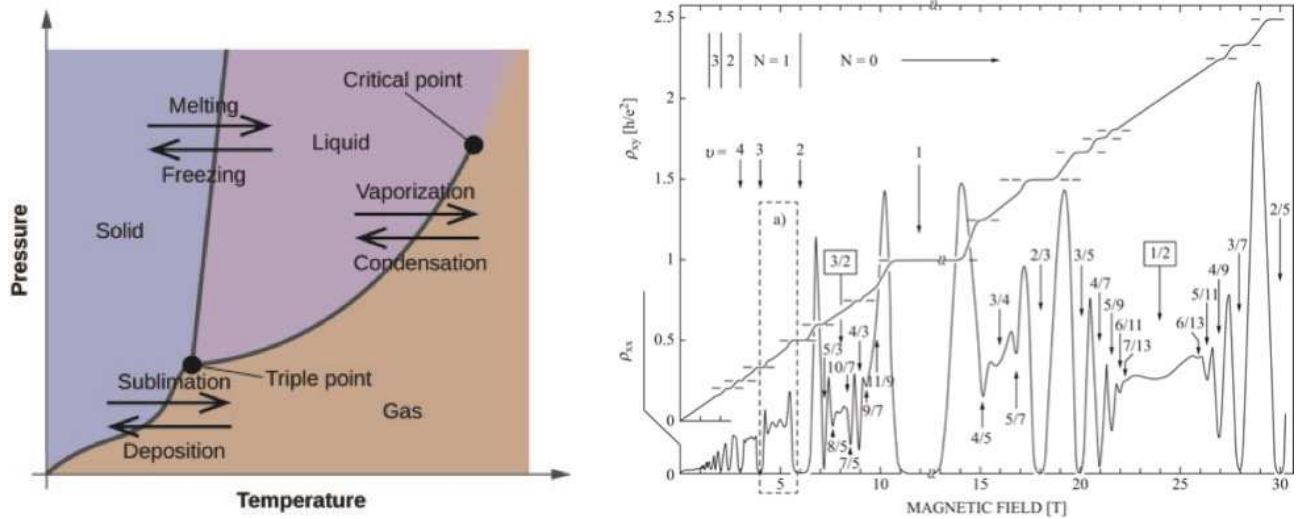 Pressure
Critical point
Melting
Liquid
Freezing
Vaporization
Solid
Condensation
Sublimation
Triple point
Gas
Deposition
Temperature
2.5
2
1.5
1
0.5
0
ρxy [h/e²]
ρxx
3 2 N = 1 N = 0
υ = 4 3 2 1
a)
3/2
2/3
3/5
1/2
2/5
3/7
4/9
5/11
6/13
4/7
5/9
6/11
7/13
3/4
4/3
5/3
10/7
11/9
9/7
8/5
7/5
4/5
5/7
0
5 10 15 20 25 30
MAGNETIC FIELD [T]